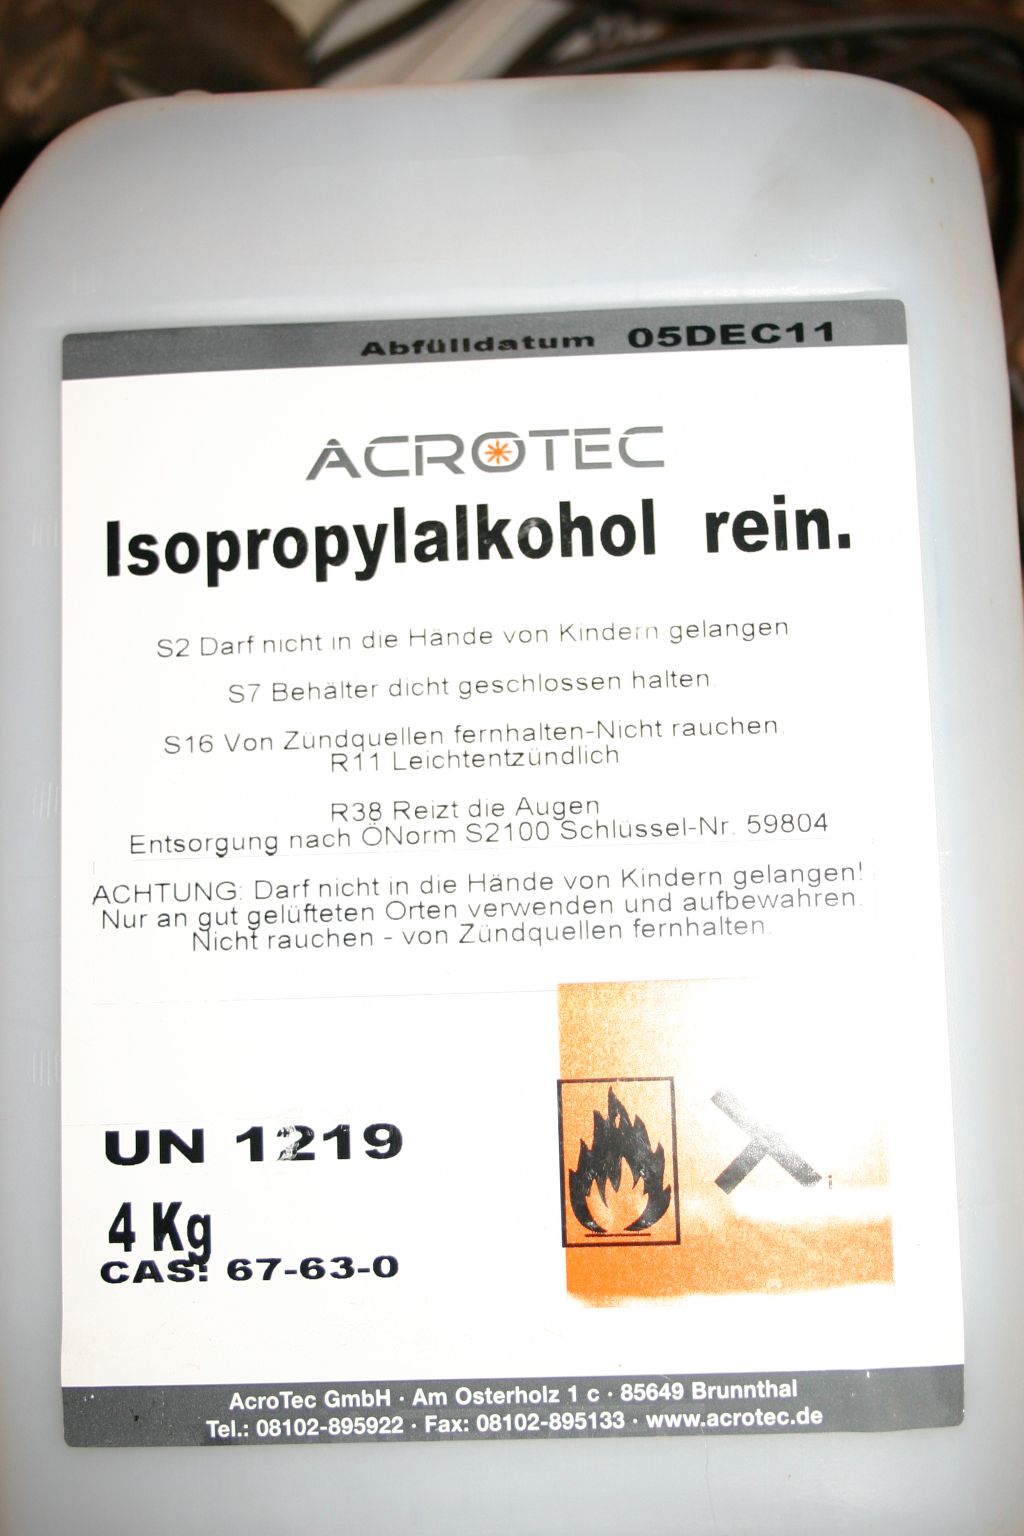 Abfülldatum 05DEC11
ACROTEC
Isopropylalkohol rein.
S2 Darf nicht in die Hände von Kindern gelangen
S7 Behälter dicht geschlossen halten.
S16 Von Zündquellen fernhalten-Nicht rauchen.
R11 Leichtentzündlich
R38 Reizt die Augen
Entsorgung nach ÖNorm S2100 Schlüssel-Nr. 59804
ACHTUNG: Darf nicht in die Hände von Kindern gelangen!
Nur an gut gelüfteten Orten verwenden und aufbewahren.
Nicht rauchen - von Zündquellen fernhalten.
UN 1219
i
4 Kg
CAS: 67-63-0
AcroTec GmbH · Am Osterholz 1 c · 85649 Brunnthal
Tel.: 08102-895922 · Fax: 08102-895133 · www.acrotec.de